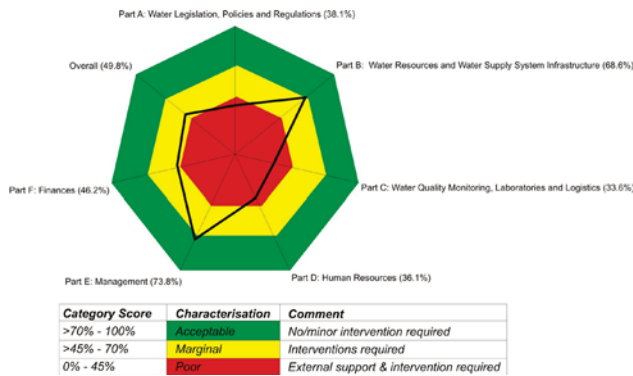 Part A: Water Legislation, Policies and Regulations (38.1%)
Overall (49.8%)
Part B: Water Resources and Water Supply System Infrastructure (68.6%)
Part F: Finances (46.2%)
Part C: Water Quality Monitoring, Laboratories and Logistics (33.6%)
Part E: Management (73.8%)
Part D: Human Resources (36.1%)
Category Score Characterisation Comment
>70% - 100% Acceptable No/minor intervention required
>45% - 70% Marginal Interventions required
0% - 45% Poor External support & intervention required